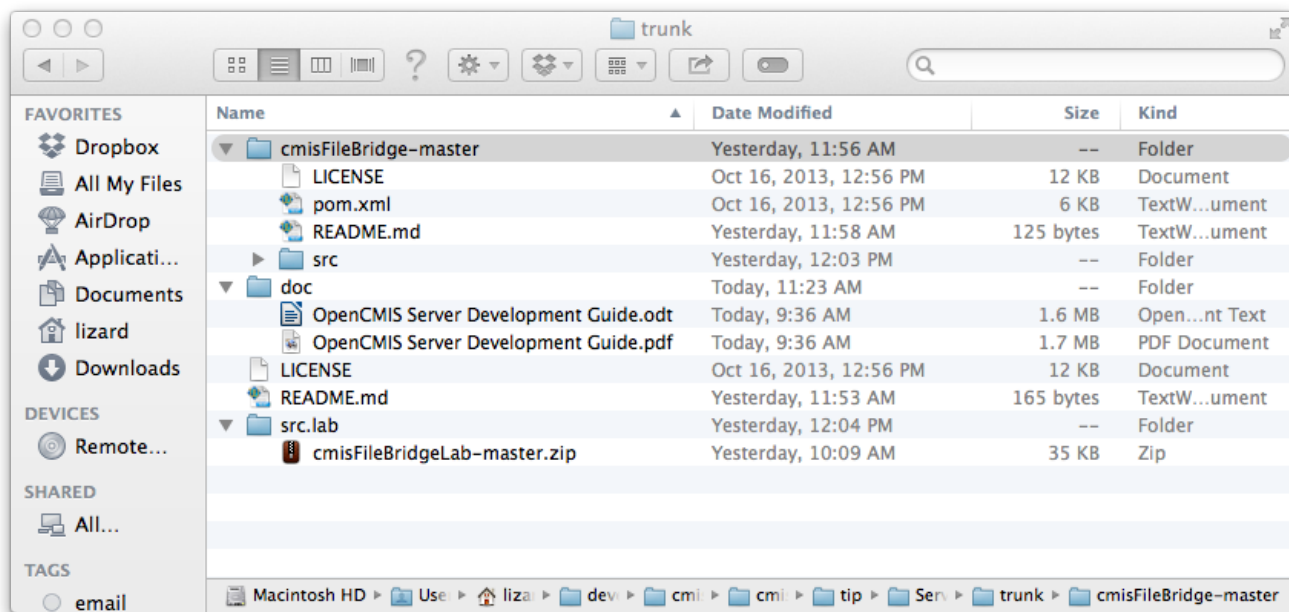 trunk
FAVORITES
Dropbox
All My Files
AirDrop
Applicati...
Documents
lizard
Downloads
DEVICES
Remote...
SHARED
All...
TAGS
email
Name Date Modified Size Kind
cmisFileBridge-master Yesterday, 11:56 AM -- Folder
LICENSE Oct 16, 2013, 12:56 PM 12 KB Document
pom.xml Oct 16, 2013, 12:56 PM 6 KB TextW...ument
README.md Yesterday, 11:58 AM 125 bytes TextW...ument
src Yesterday, 12:03 PM -- Folder
doc Today, 11:23 AM -- Folder
OpenCMIS Server Development Guide.odt Today, 9:36 AM 1.6 MB Open...nt Text
OpenCMIS Server Development Guide.pdf Today, 9:36 AM 1.7 MB PDF Document
LICENSE Oct 16, 2013, 12:56 PM 12 KB Document
README.md Yesterday, 11:53 AM 165 bytes TextW...ument
src.lab Yesterday, 12:04 PM -- Folder
cmisFileBridgeLab-master.zip Yesterday, 10:09 AM 35 KB Zip
Macintosh HD Use liza dev cmi cmi tip Serv trunk cmisFileBridge-master